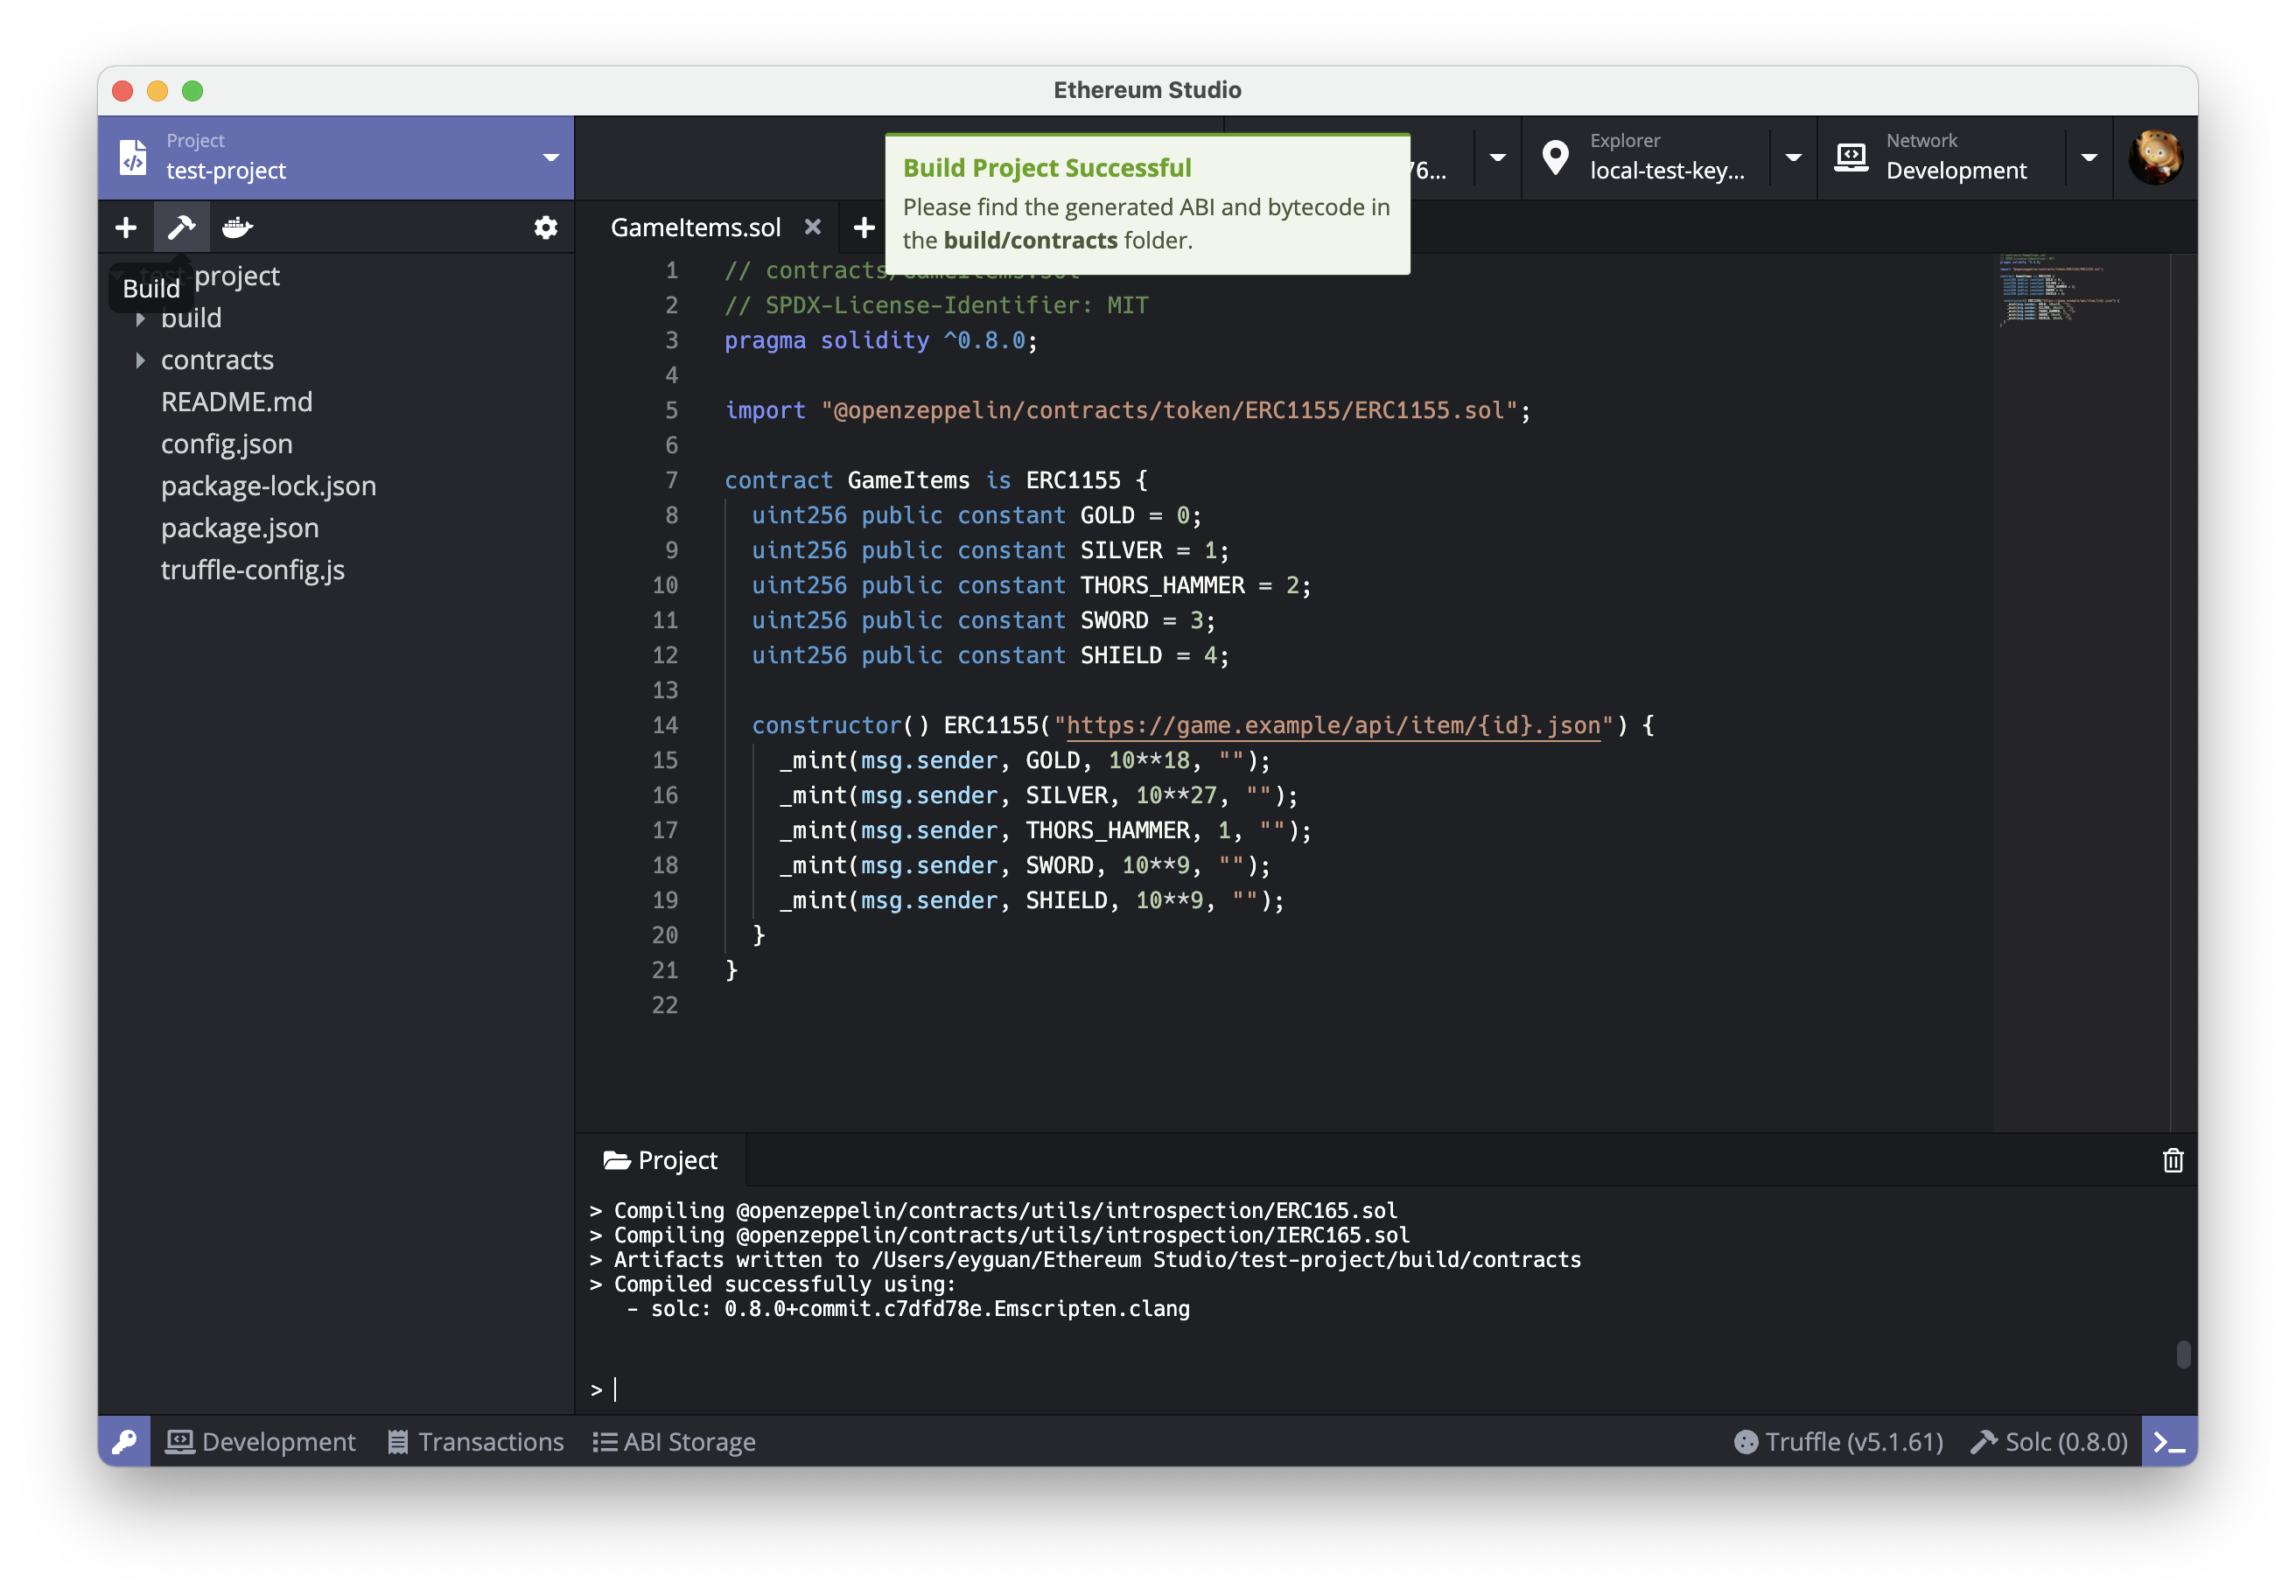 Ethereum Studio
Project
test-project
Build Project Successful
Please find the generated ABI and bytecode in
the build/contracts folder.
76...
Explorer
local-test-key...
Network
Development
GameItems.sol
test-project
Build
build
contracts
README.md
config.json
package-lock.json
package.json
truffle-config.js
1 // contracts/GameItems.sol
2 // SPDX-License-Identifier: MIT
3 pragma solidity ^0.8.0;
4
5 import "@openzeppelin/contracts/token/ERC1155/ERC1155.sol";
6
7 contract GameItems is ERC1155 {
8 uint256 public constant GOLD = 0;
9 uint256 public constant SILVER = 1;
10 uint256 public constant THORS_HAMMER = 2;
11 uint256 public constant SWORD = 3;
12 uint256 public constant SHIELD = 4;
13
14 constructor() ERC1155("https://game.example/api/item/{id}.json") {
15 _mint(msg.sender, GOLD, 10**18, "");
16 _mint(msg.sender, SILVER, 10**27, "");
17 _mint(msg.sender, THORS_HAMMER, 1, "");
18 _mint(msg.sender, SWORD, 10**9, "");
19 _mint(msg.sender, SHIELD, 10**9, "");
20 }
21 }
22
Project
> Compiling @openzeppelin/contracts/utils/introspection/ERC165.sol
> Compiling @openzeppelin/contracts/utils/introspection/IERC165.sol
> Artifacts written to /Users/eyguan/Ethereum Studio/test-project/build/contracts
> Compiled successfully using:
- solc: 0.8.0+commit.c7dfd78e.Emscripten.clang
>
Development
Transactions
ABI Storage
Truffle (v5.1.61)
Solc (0.8.0)